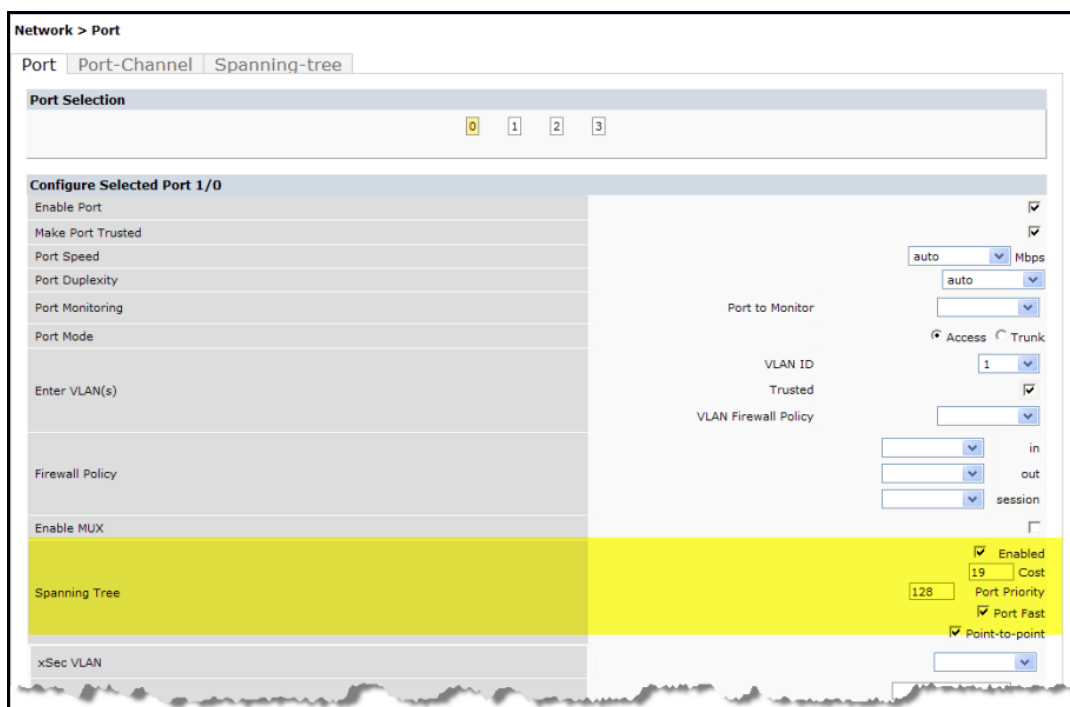 Network > Port
Port Port-Channel Spanning-tree
Port Selection
0 1 2 3
Configure Selected Port 1/0
Enable Port
Make Port Trusted
Port Speed auto Mbps
Port Duplexity auto
Port Monitoring Port to Monitor
Port Mode Access Trunk
Enter VLAN(s)
VLAN ID 1
Trusted
VLAN Firewall Policy
Firewall Policy
in
out
session
Enable MUX
Spanning Tree
Enabled
19 Cost
128 Port Priority
Port Fast
Point-to-point
xSec VLAN